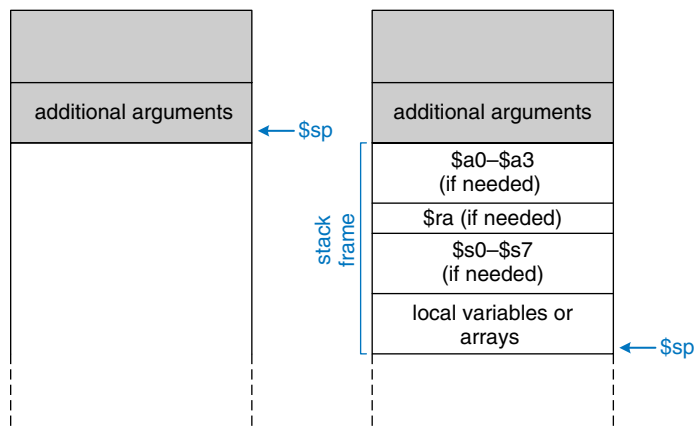 additional arguments
$sp
additional arguments
$a0–$a3
(if needed)
$ra (if needed)
$s0–$s7
(if needed)
local variables or
arrays
stack
frame
$sp